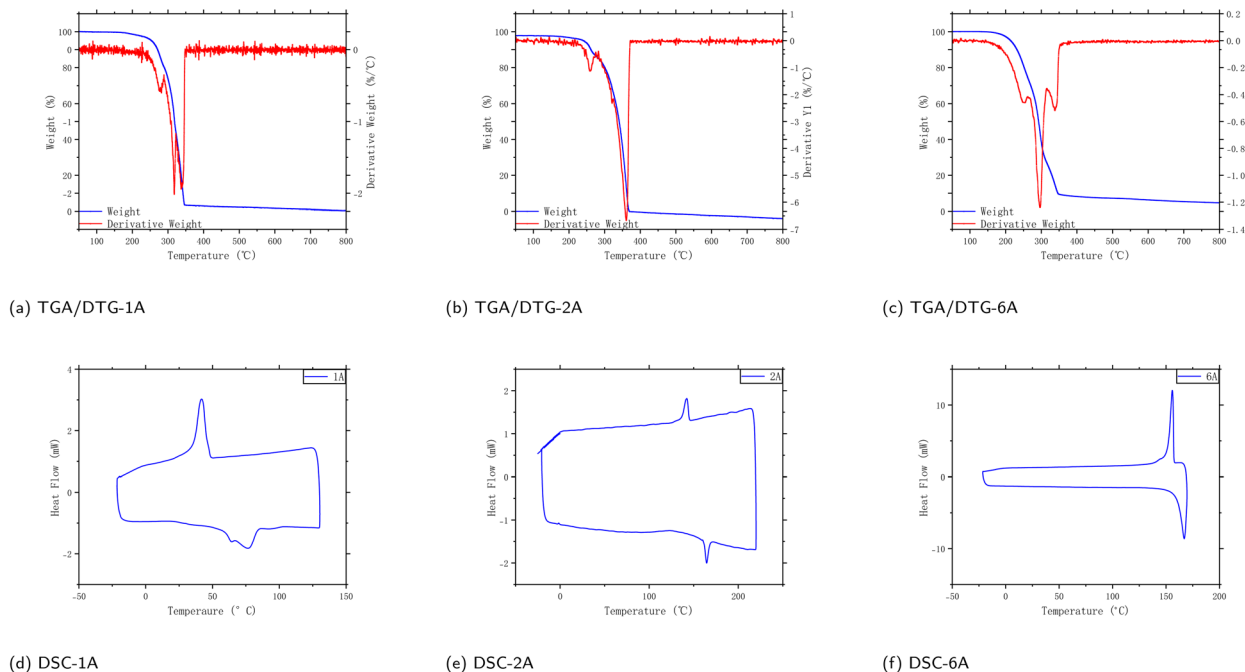 100
0
80
60
-1
40
20
-2
0
Weight (%)
0
-1
-2
Derivative Weight (%/℃)
Weight
Derivative Weight
100 200 300 400 500 600 700 800
Temperature (℃)
(a) TGA/DTG-1A
100
80
60
40
20
0
Weight (%)
1
0
-1
-2
-3
-4
-5
-6
-7
Derivative Y1 (%/℃)
Weight
Derivative Weight
100 200 300 400 500 600 700 800
Temperature (℃)
(b) TGA/DTG-2A
100
80
60
40
20
0
Weight (%)
0.2
0.0
-0.2
-0.4
-0.6
-0.8
-1.0
-1.2
-1.4
Weight
Derivative Weight
100 200 300 400 500 600 700 800
Temperature (℃)
(c) TGA/DTG-6A
1A
4
2
0
-2
Heat Flow (mW)
-50 0 50 100 150
Temperaure (° C)
(d) DSC-1A
2A
2
1
0
-1
-2
Heat Flow (mW)
0 100 200
Temperature (℃)
(e) DSC-2A
6A
10
0
-10
Heat Flow (mW)
-50 0 50 100 150 200
Temperature (°C)
(f) DSC-6A